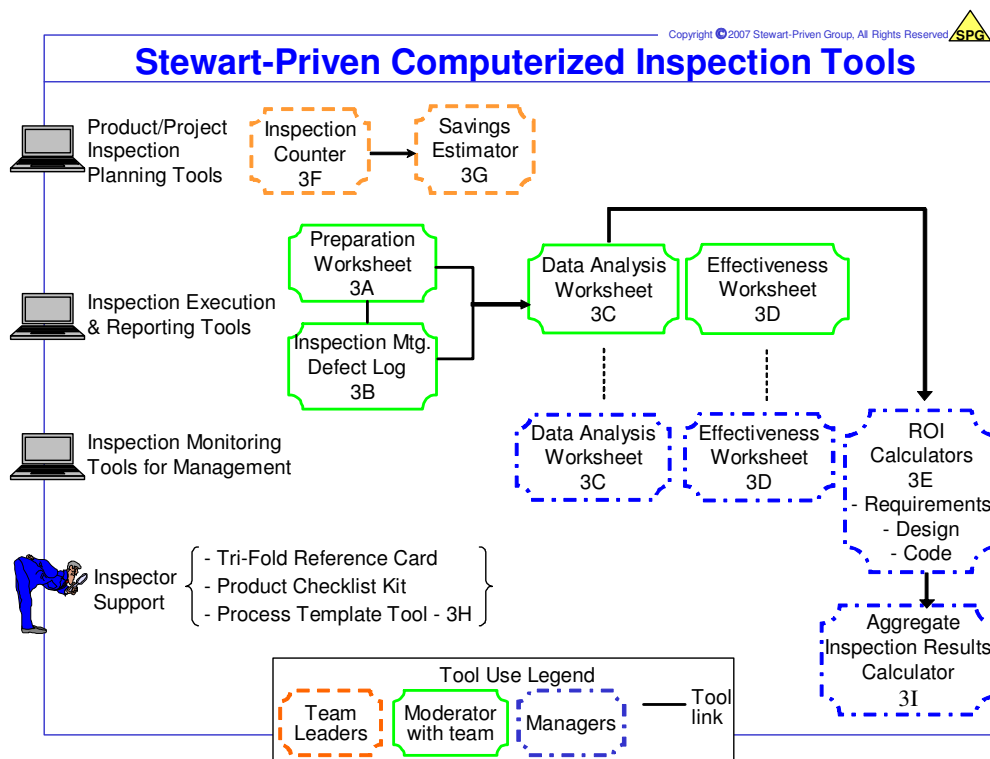 Copyright © 2007 Stewart-Priven Group, All Rights Reserved
SPG
Stewart-Priven Computerized Inspection Tools
Product/Project
Inspection
Planning Tools
Inspection
Counter
3F
Savings
Estimator
3G
Inspection Execution
& Reporting Tools
Preparation
Worksheet
3A
Inspection Mtg.
Defect Log
3B
Data Analysis
Worksheet
3C
Effectiveness
Worksheet
3D
Inspection Monitoring
Tools for Management
Data Analysis
Worksheet
3C
Effectiveness
Worksheet
3D
ROI
Calculators
3E
- Requirements
- Design
- Code
Inspector
Support
- Tri-Fold Reference Card
- Product Checklist Kit
- Process Template Tool - 3H
Aggregate
Inspection Results
Calculator
3I
Tool Use Legend
Team
Leaders
Moderator
with team
Managers
Tool
link